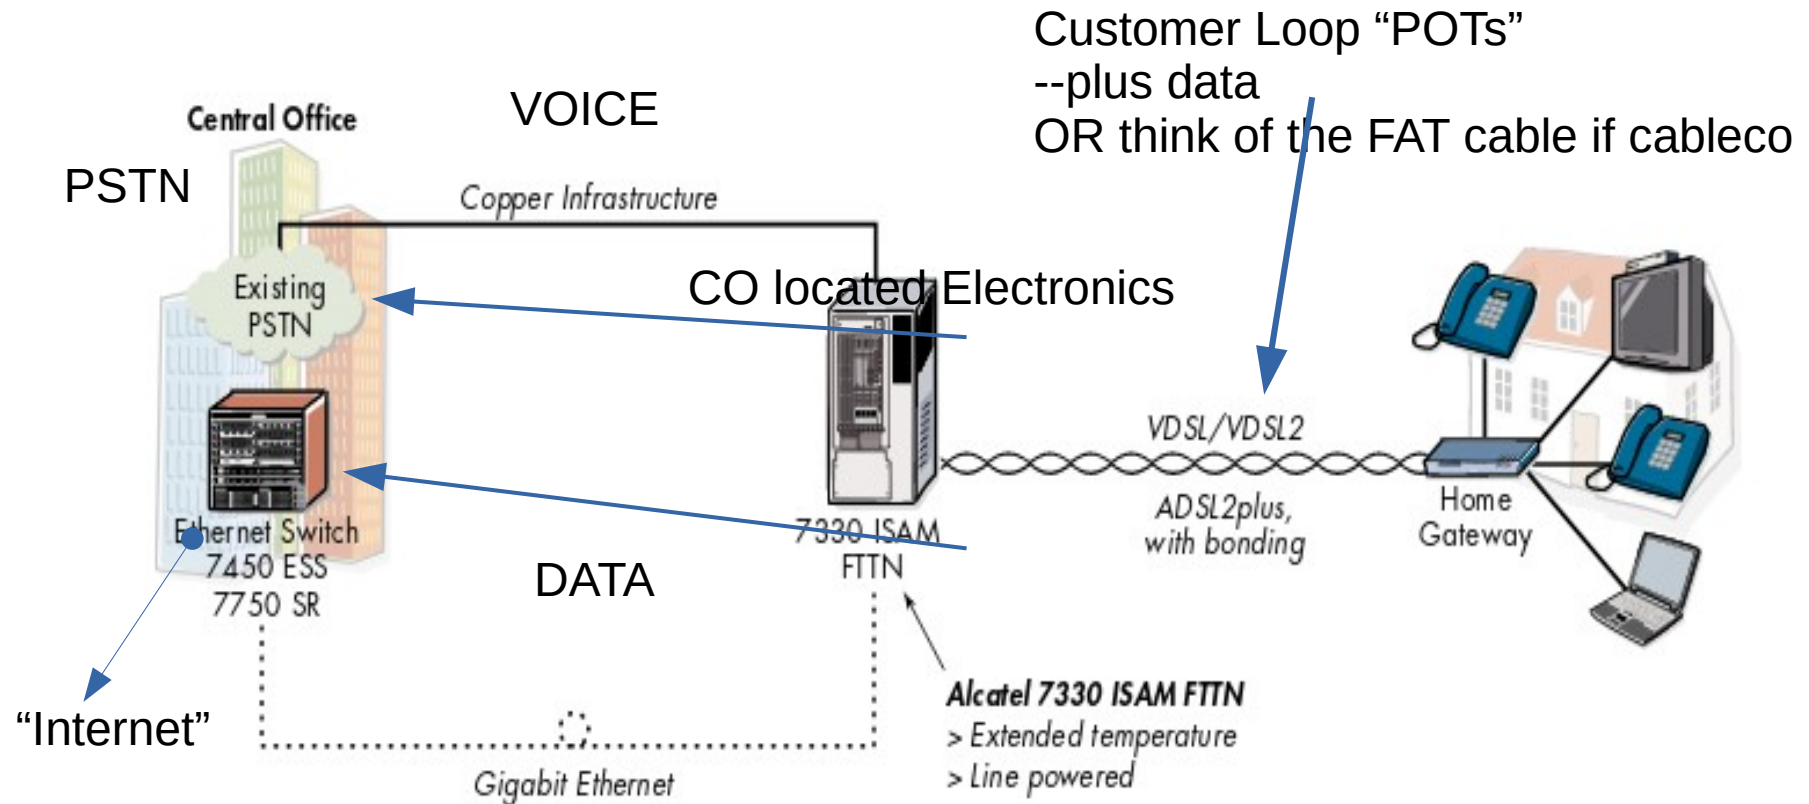 Customer Loop “POTs”
--plus data
OR think of the FAT cable if cableco
VOICE
Central Office
PSTN
Copper Infrastructure
CO located Electronics
Existing
PSTN
VDSL/VDSL2
ADSL2plus,
with bonding
Home
Gateway
Ethernet Switch
7450 ESS
7750 SR
7330 ISAM
FTTN
DATA
Alcatel 7330 ISAM FTTN
> Extended temperature
> Line powered
“Internet”
Gigabit Ethernet